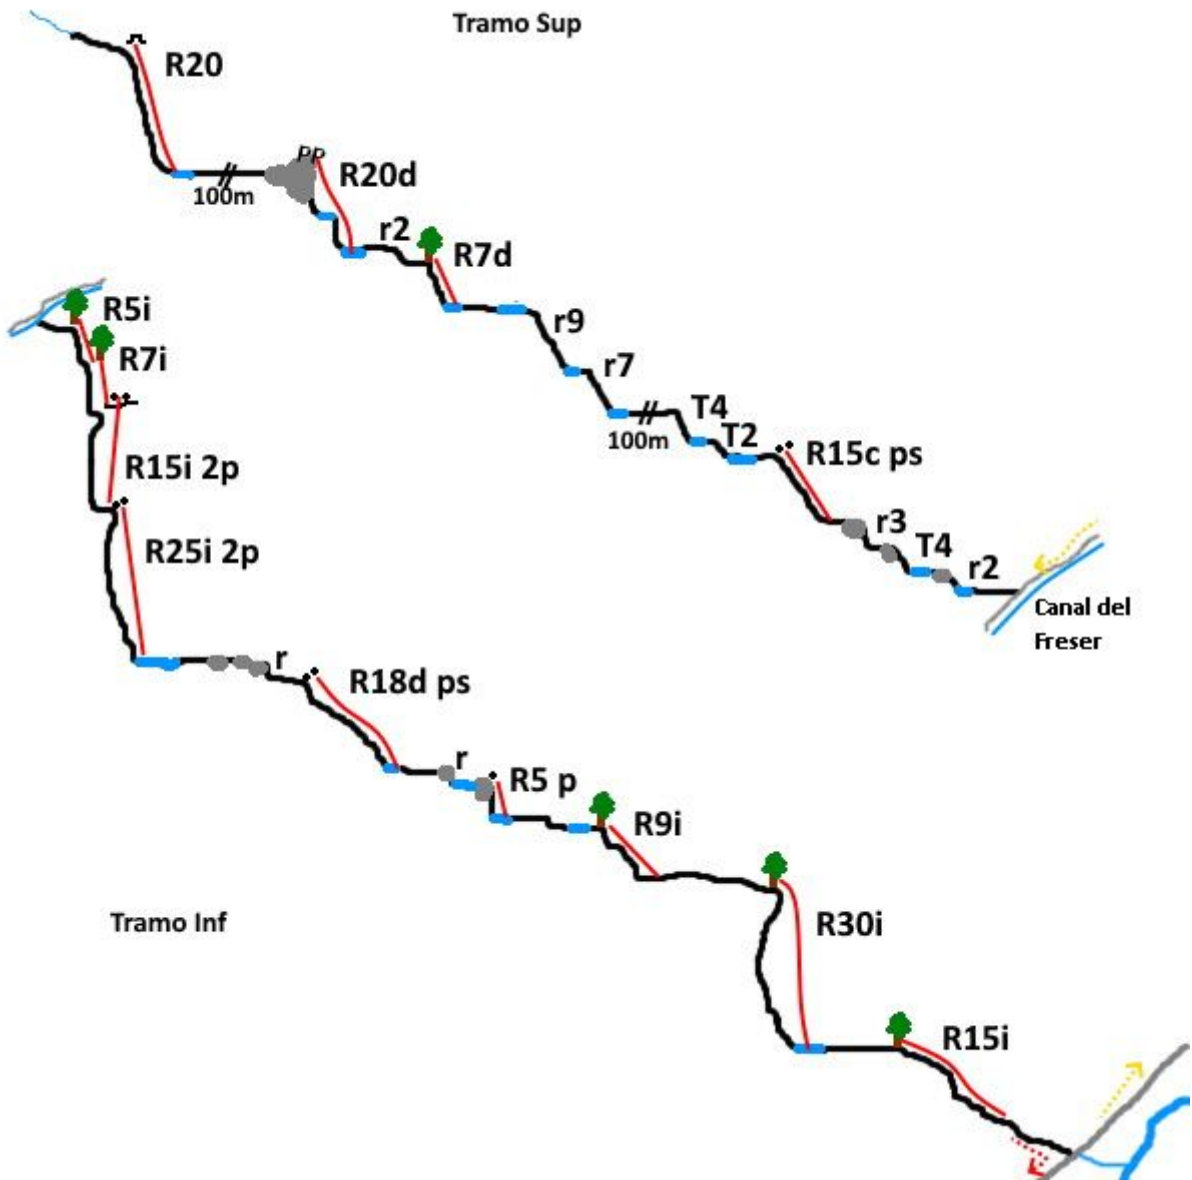 Tramo Sup
R20
100m
PP
R20d
r2
R7d
r9
r7
100m
T4
T2
R15c ps
r3
T4
r2
Canal del
Freser
R5i
R7i
R15i 2p
R25i 2p
r
R18d ps
r
R5 p
R9i
R30i
R15i
Tramo Inf